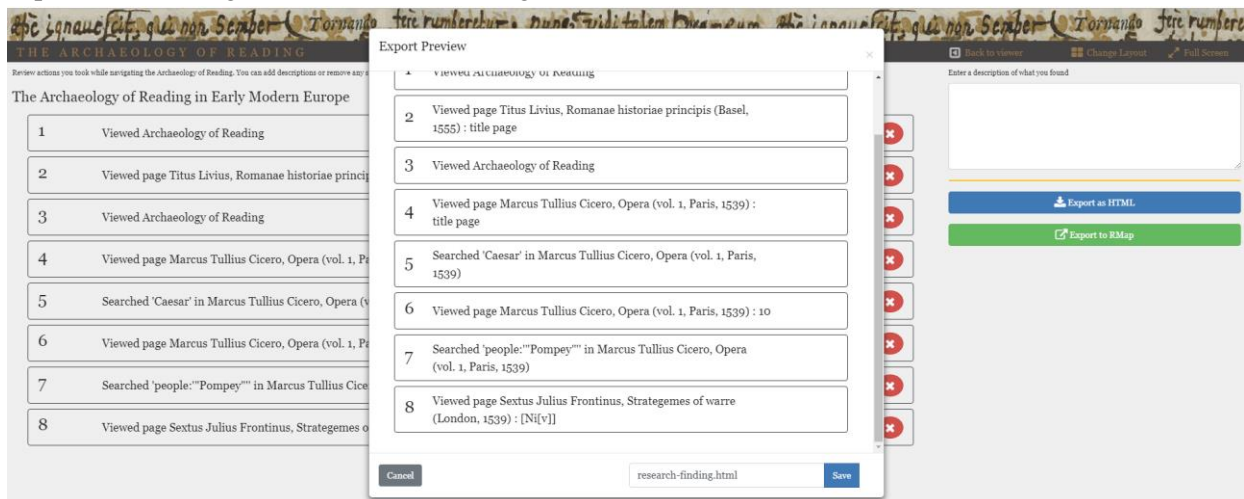 Tornando
THE ARCHAEOLOGY OF READING
Export Preview
×
Back to viewer
Change Layout
Full Screen
The Archaeology of Reading in Early Modern Europe
1 Viewed Archaeology of Reading
2 Viewed page Titus Livius, Romanae historiae princip
3 Viewed Archaeology of Reading
4 Viewed page Marcus Tullius Cicero, Opera (vol. 1, Pa
5 Searched 'Caesar' in Marcus Tullius Cicero, Opera (v
6 Viewed page Marcus Tullius Cicero, Opera (vol. 1, Pa
7 Searched 'people:'"Pompey"" in Marcus Tullius Cice
8 Viewed page Sextus Julius Frontinus, Strategemes o
1 Viewed Archaeology of Reading
2 Viewed page Titus Livius, Romanae historiae principis (Basel,
1555) : title page
3 Viewed Archaeology of Reading
4 Viewed page Marcus Tullius Cicero, Opera (vol. 1, Paris, 1539) :
title page
5 Searched 'Caesar' in Marcus Tullius Cicero, Opera (vol. 1, Paris,
1539)
6 Viewed page Marcus Tullius Cicero, Opera (vol. 1, Paris, 1539) : 10
7 Searched 'people:'"Pompey"" in Marcus Tullius Cicero, Opera
(vol. 1, Paris, 1539)
8 Viewed page Sextus Julius Frontinus, Strategemes of warre
(London, 1539) : [Ni[v]]
Cancel
research-finding.html
Save
Review actions you took while navigating the Archaeology of Reading. You can add descriptions or remove any
Enter a description of what you found
Export as HTML
Export to RMap